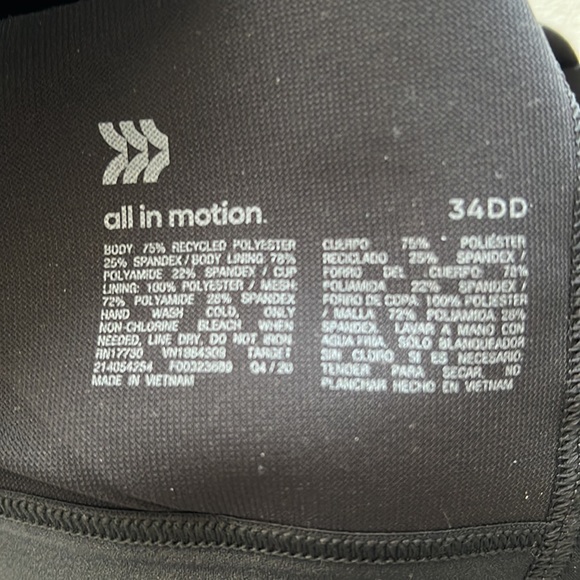 all in motion.
34DD
BODY: 75% RECYCLED POLYESTER
25% SPANDEX / BODY LINING: 78%
POLYAMIDE 22% SPANDEX / CUP
LINING: 100% POLYESTER / MESH:
72% POLYAMIDE 28% SPANDEX
HAND WASH COLD, ONLY
NON-CHLORINE BLEACH WHEN
NEEDED, LINE DRY, DO NOT IRON
RN17730 VN1864309 TARGET
214054254 04/20
MADE IN VIETNAM
CUERPO: 75% POLIÉSTER
RECICLADO 25% SPANDEX /
FORRO DEL CUERPO: 78%
POLIAMIDA 22% SPANDEX /
FORRO DE COPA: 100% POLIESTER
/ MALLA: 72% POLIAMIDA 28%
SPANDEX. LAVAR A MANO CON
AGUA FRIA, SOLO BLANQUEADOR
SIN CLORO SI ES NECESARIO.
TENDER PARA SECAR. NO
PLANCHAR HECHO EN VIETNAM